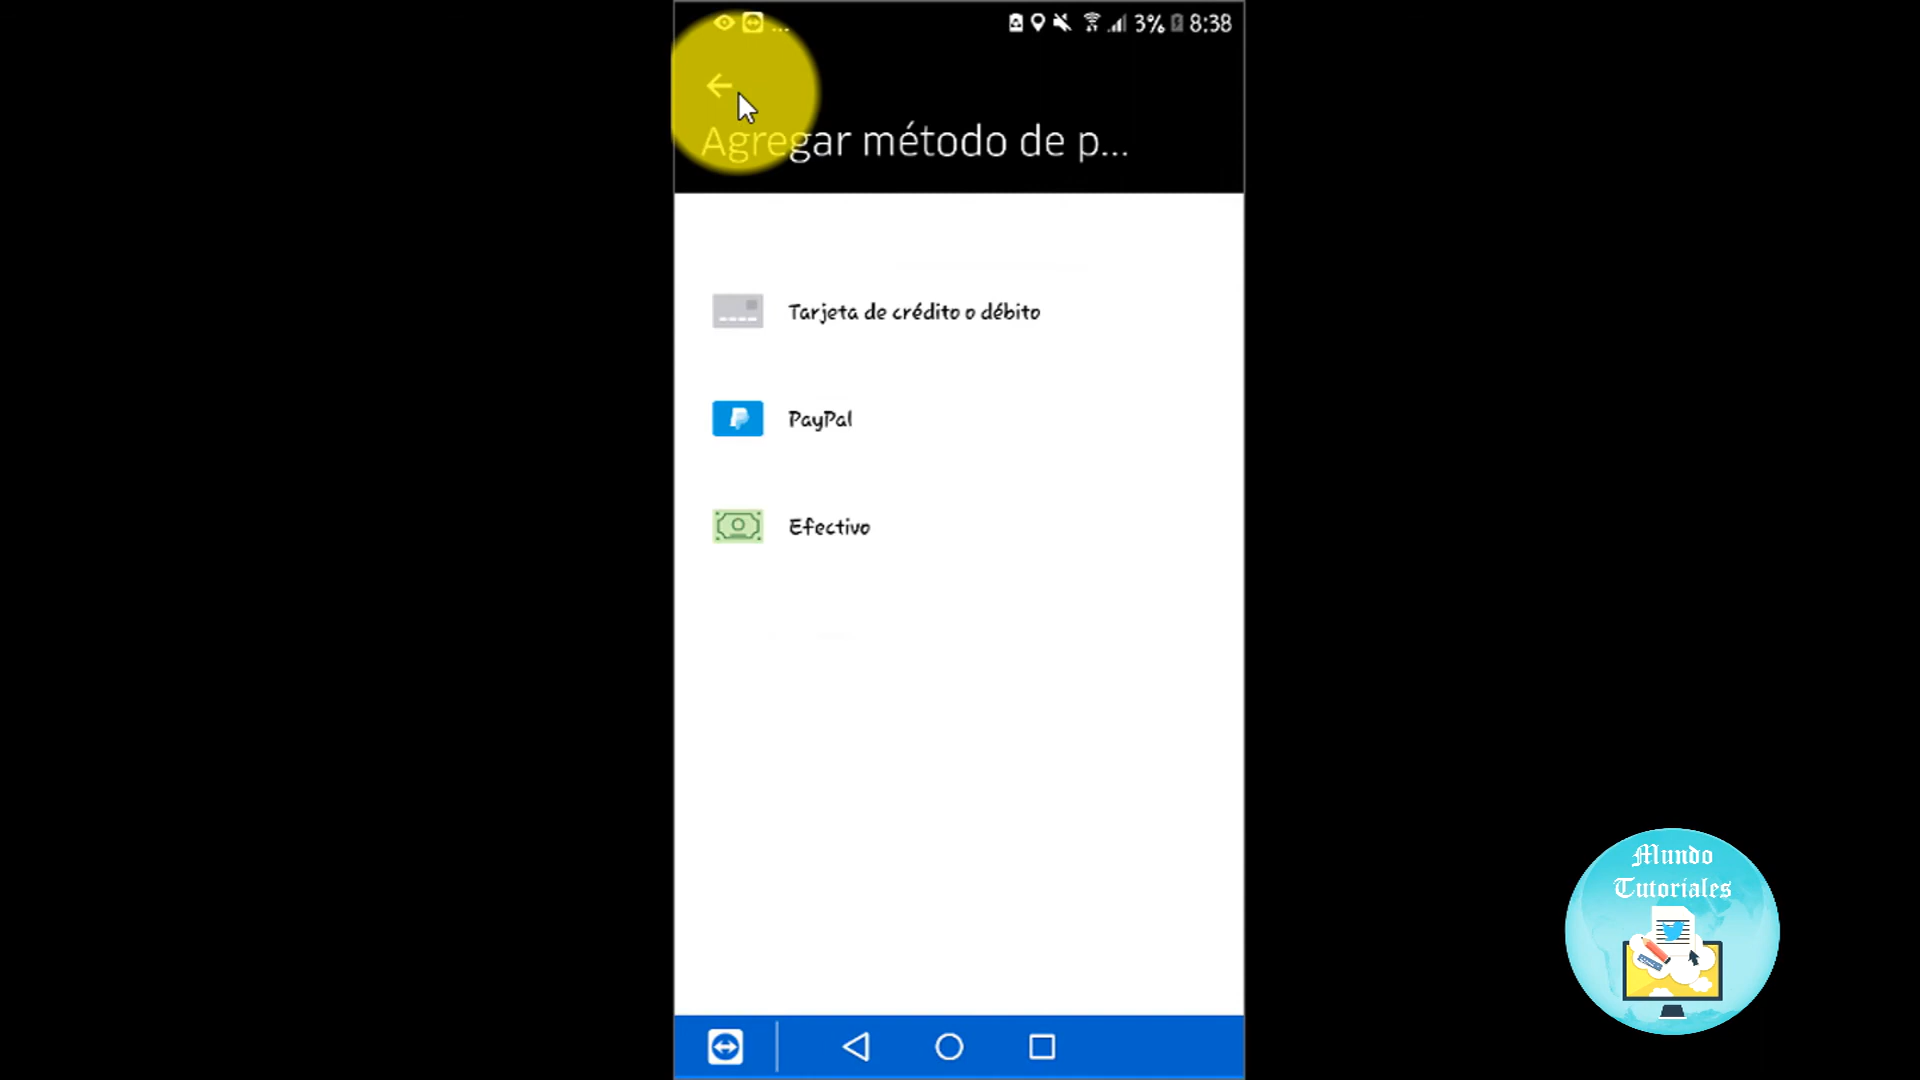 ... 3% 8:38
Agregar método de p...
Tarjeta de crédito o débito
PayPal
Efectivo
Mundo
Tutoriales